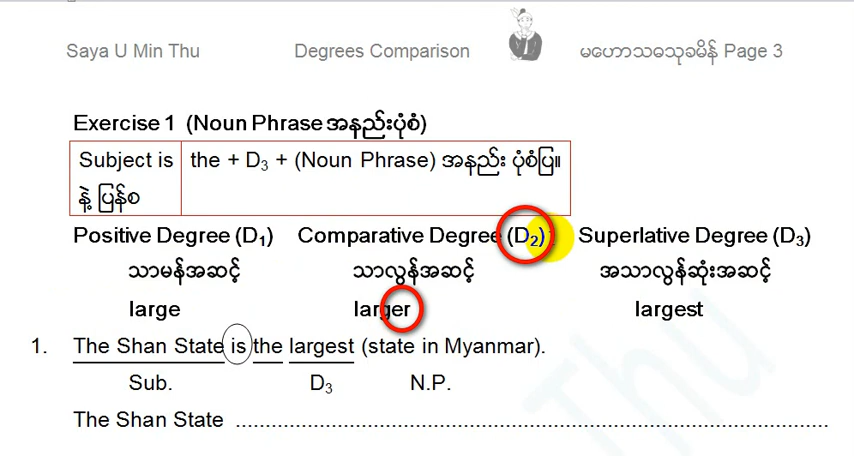 Saya U Min Thu Degrees Comparison မဟောသဓသုခမိန် Page 3
Exercise 1 (Noun Phrase အနည်းပုံစံ)
Subject is the + D3 + (Noun Phrase) အနည်း ပုံစံပြ။
နဲ့ ပြန်စ
Positive Degree (D1) Comparative Degree (D2) Superlative Degree (D3)
သာမန်အဆင့် သာလွန်အဆင့် အသာလွန်ဆုံးအဆင့်
large larger largest
1. The Shan State is the largest (state in Myanmar).
Sub. D3 N.P.
The Shan State ................................................................................
Thu